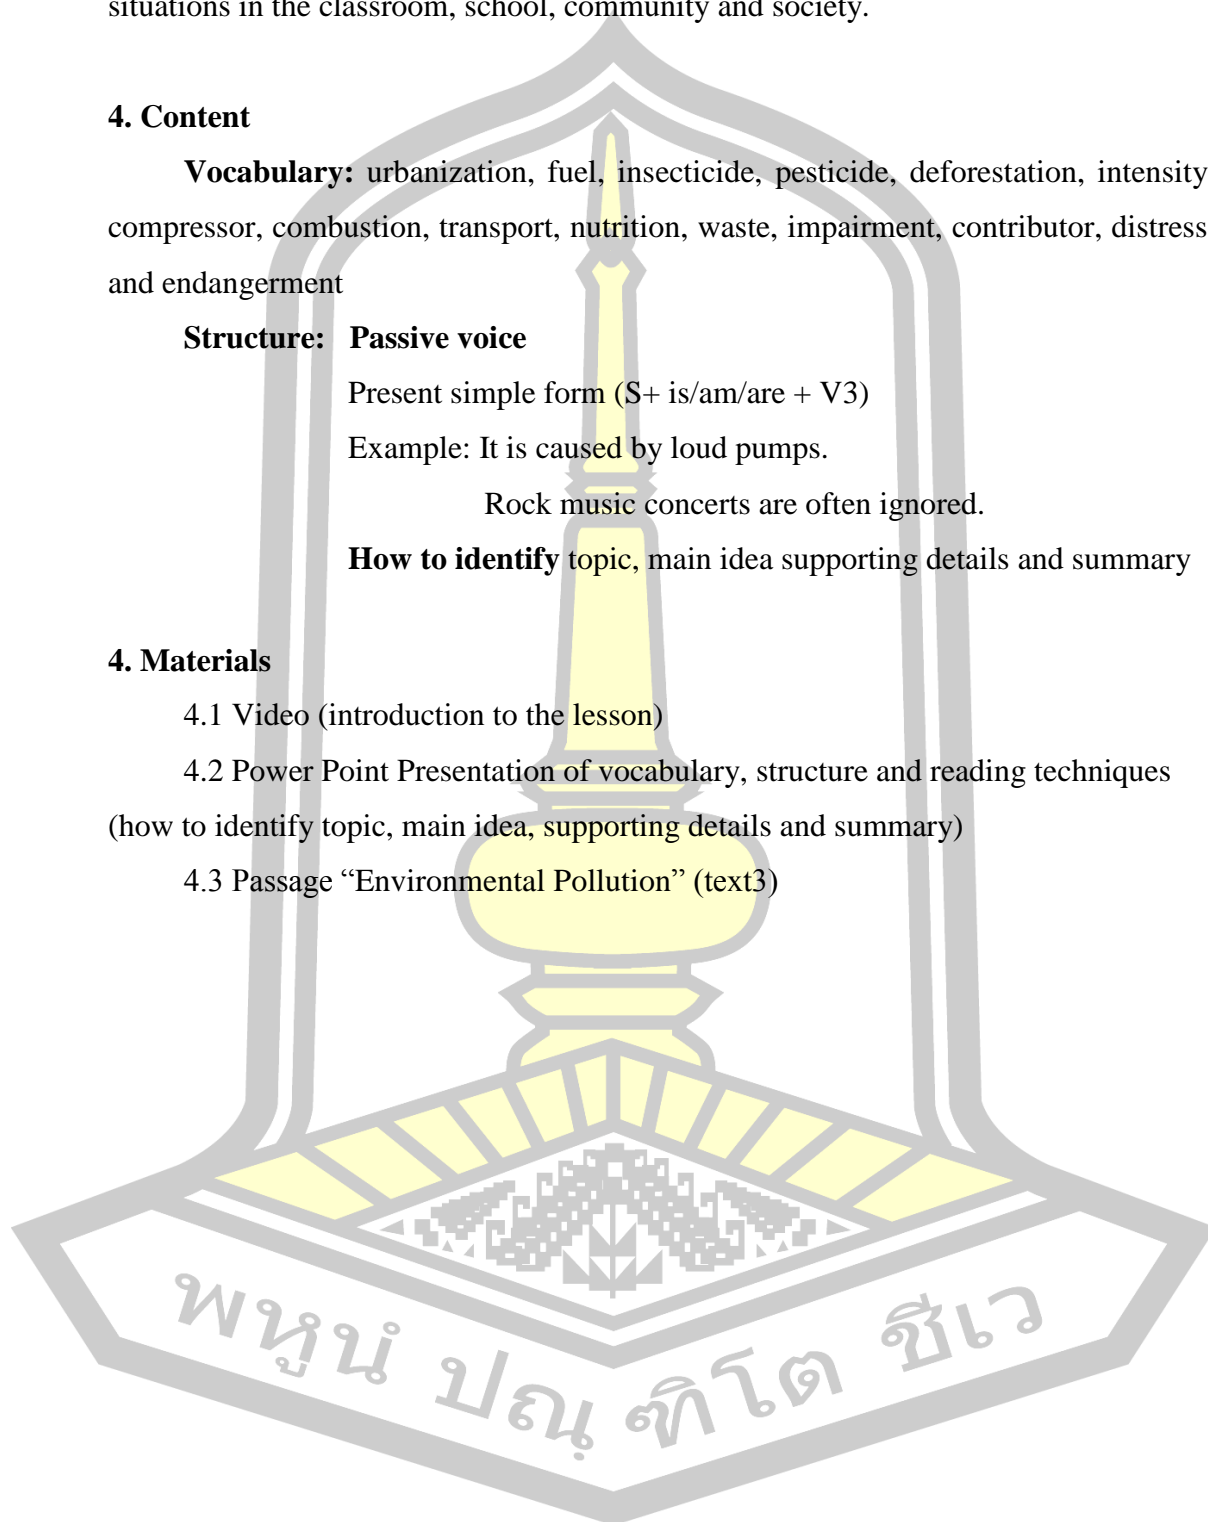 situations in the classroom, school, community and society.
4. Content
Vocabulary: urbanization, fuel, insecticide, pesticide, deforestation, intensity
compressor, combustion, transport, nutrition, waste, impairment, contributor, distress
and endangerment
Structure: Passive voice
Present simple form (S+ is/am/are + V3)
Example: It is caused by loud pumps.
Rock music concerts are often ignored.
How to identify topic, main idea supporting details and summary
4. Materials
4.1 Video (introduction to the lesson)
4.2 Power Point Presentation of vocabulary, structure and reading techniques
(how to identify topic, main idea, supporting details and summary)
4.3 Passage “Environmental Pollution” (text3)
พหูนํ ปณฺฑิโต ชีเว